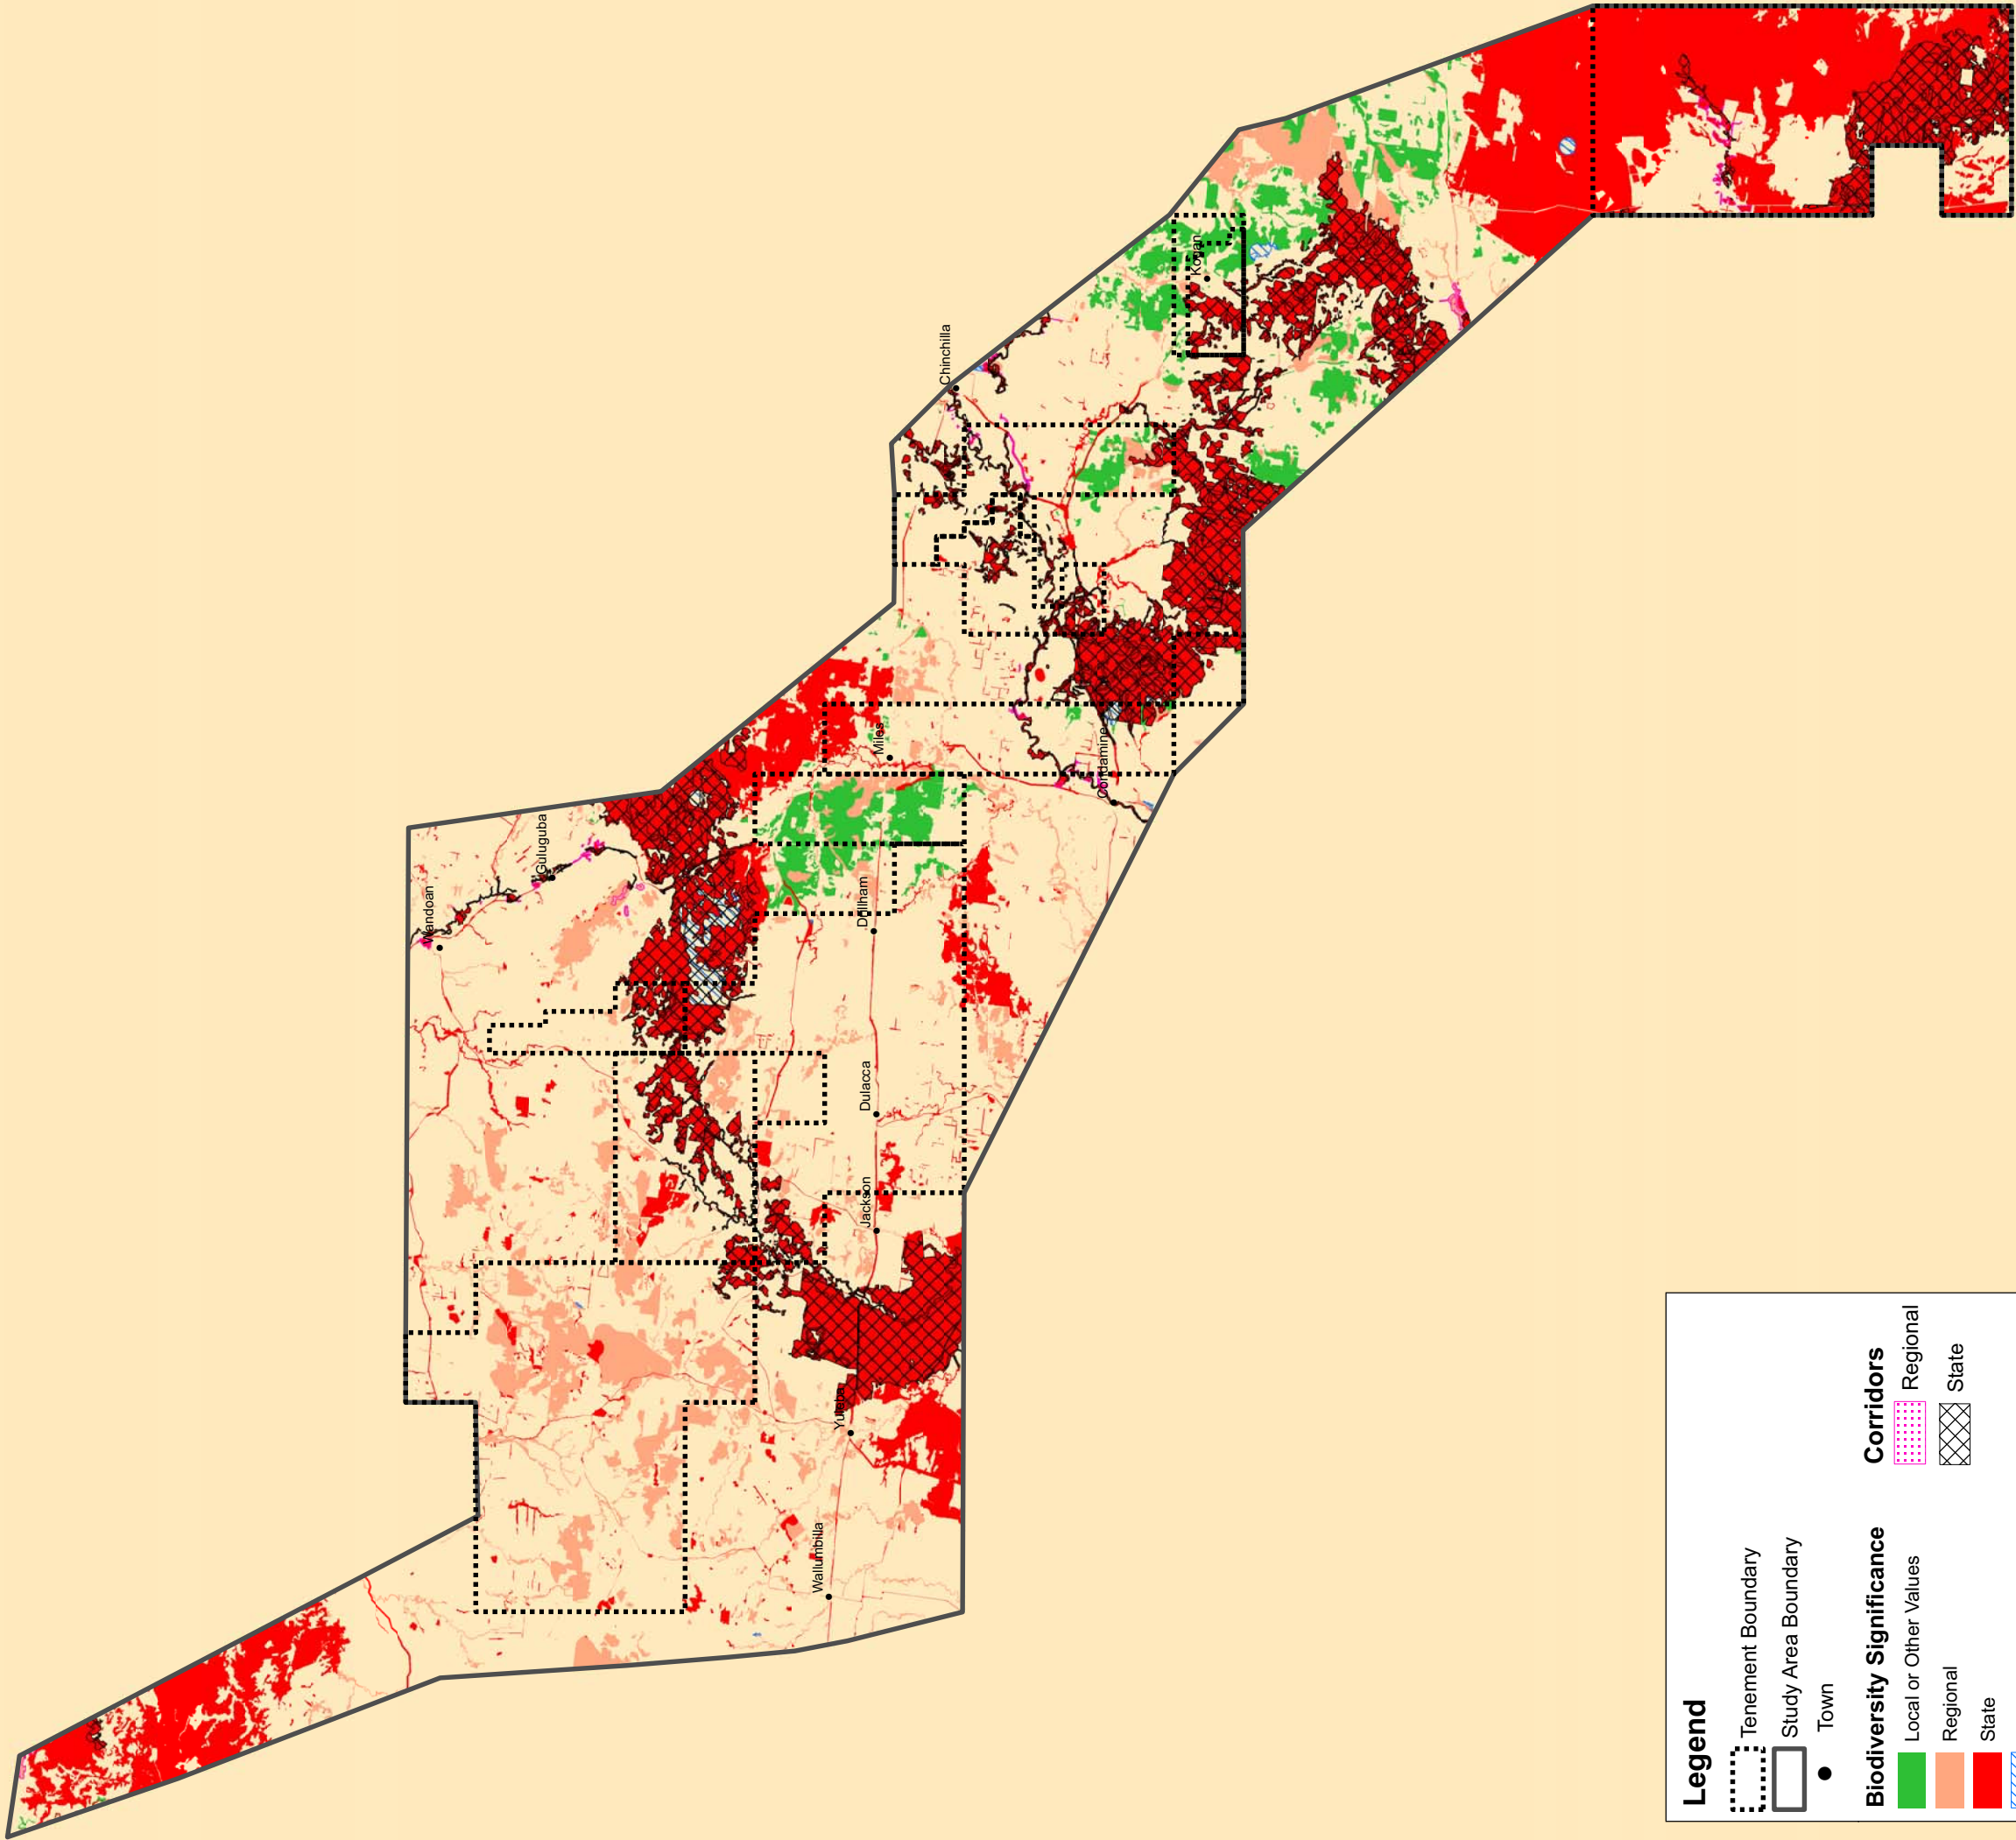 Wandoan
Guluguba
Miles
Drillham
Dulacca
Jackson
Yuleba
Wallumbilla
Condamine
Chinchilla
Kogan
Legend
Tenement Boundary
Study Area Boundary
Town
Biodiversity Significance
Local or Other Values
Regional
State
Corridors
Regional
State